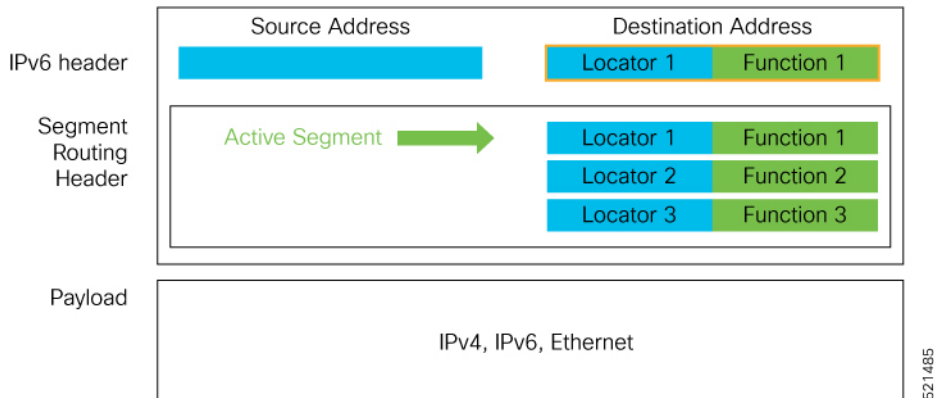 Source Address
Destination Address
IPv6 header
Locator 1
Function 1
Segment
Routing
Header
Active Segment
Locator 1
Function 1
Locator 2
Function 2
Locator 3
Function 3
Payload
IPv4, IPv6, Ethernet
521485